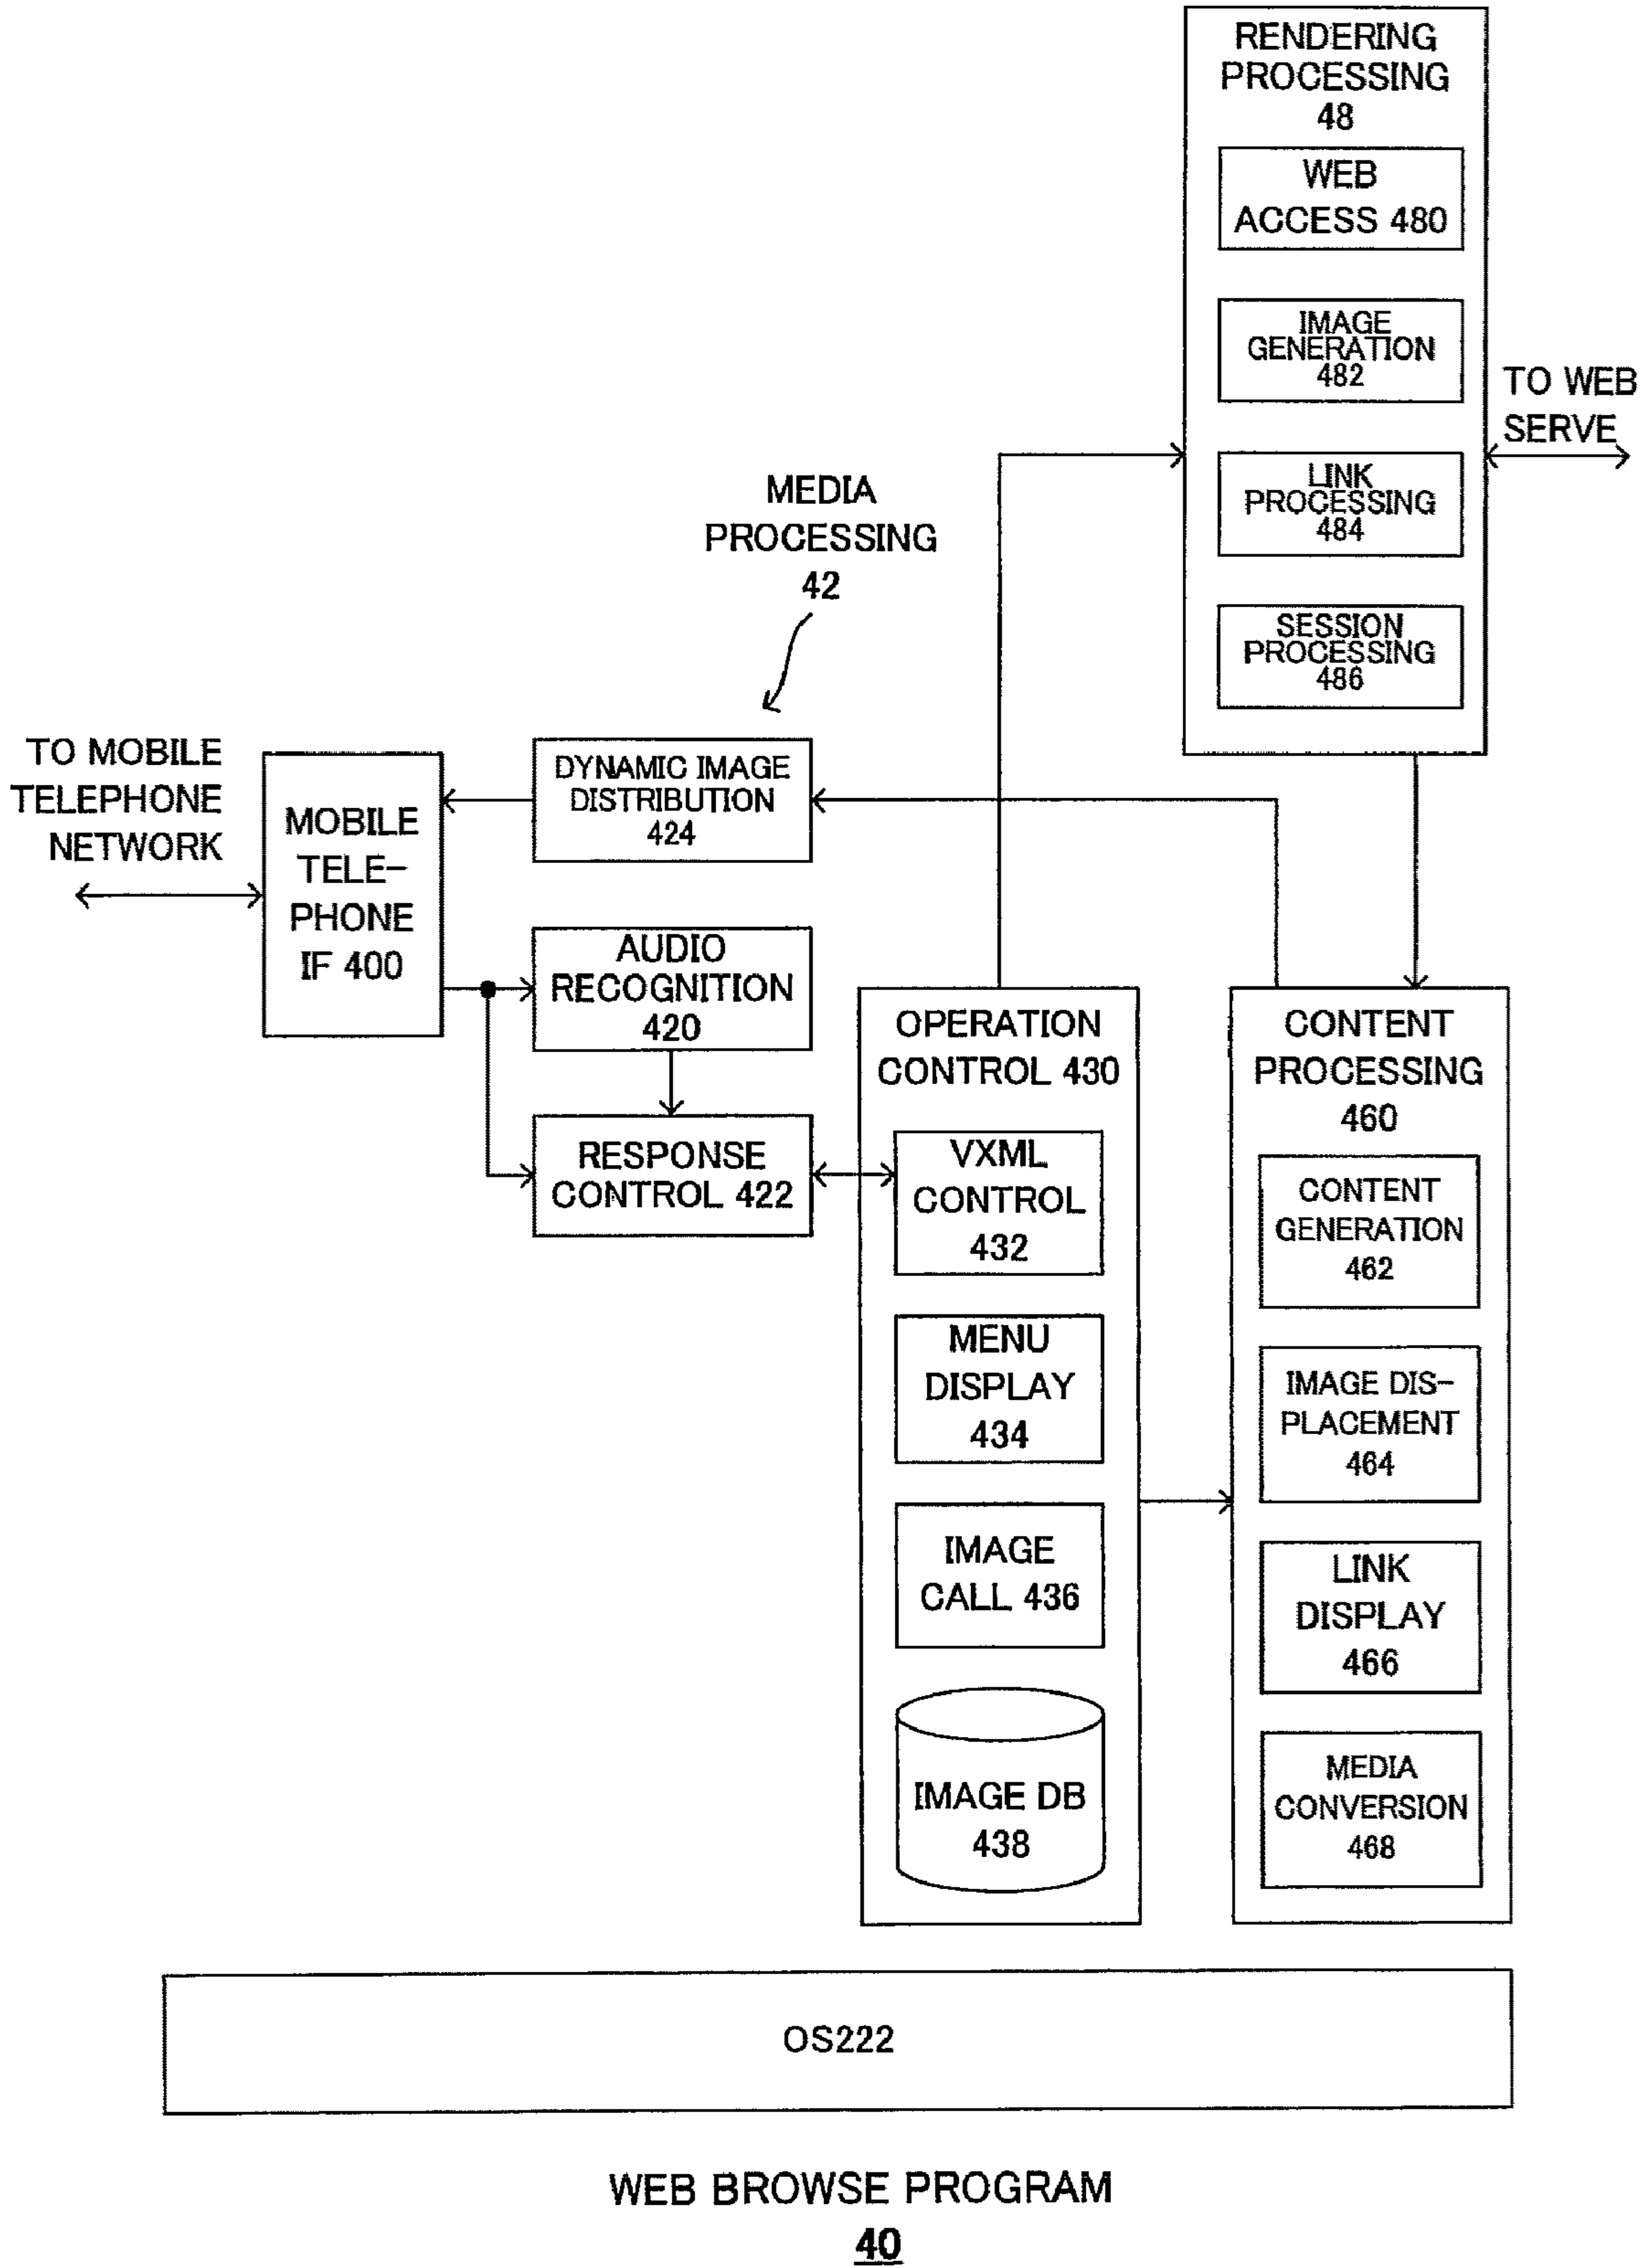 RENDERING
PROCESSING
48
WEB
ACCESS 480
IMAGE
GENERATION
482
TO WEB
SERVE
LINK
PROCESSING
484
SESSION
PROCESSING
486
MEDIA
PROCESSING
42
TO MOBILE
TELEPHONE
NETWORK
MOBILE
TELE-
PHONE
IF 400
DYNAMIC IMAGE
DISTRIBUTION
424
AUDIO
RECOGNITION
420
RESPONSE
CONTROL 422
OPERATION
CONTROL 430
VXML
CONTROL
432
MENU
DISPLAY
434
IMAGE
CALL 436
IMAGE DB
438
CONTENT
PROCESSING
460
CONTENT
GENERATION
462
IMAGE DIS-
PLACEMENT
464
LINK
DISPLAY
466
MEDIA
CONVERSION
468
OS222
WEB BROWSE PROGRAM
40